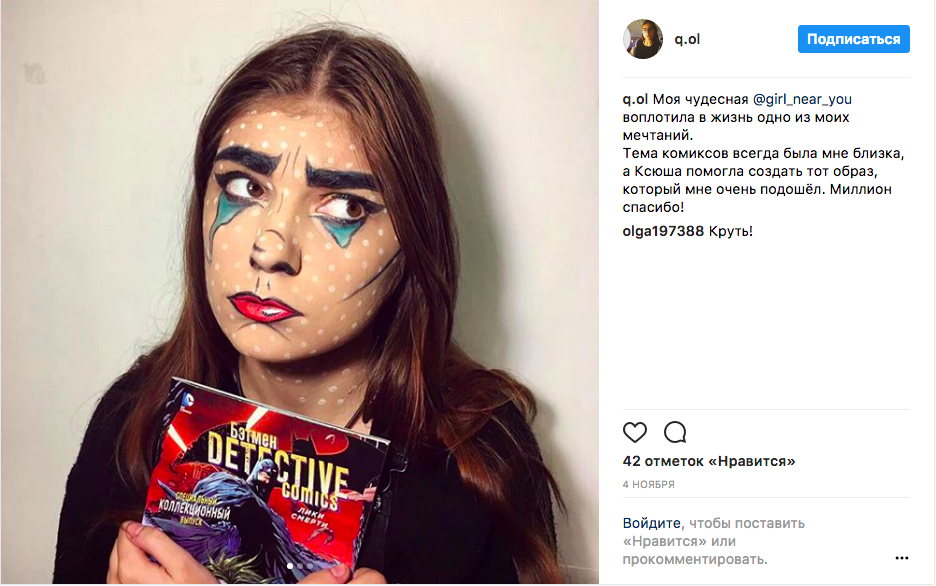 q.ol
Подписаться
q.ol Моя чудесная @girl_near_you
воплотила в жизнь одно из моих
мечтаний.
Тема комиксов всегда была мне близка,
а Ксюша помогла создать тот образ,
который мне очень подошёл. Миллион
спасибо!
olga197388 Круть!
42 отметок «Нравится»
4 НОЯБРЯ
Войдите, чтобы поставить
«Нравится» или
прокомментировать.
БЭТМЕН
DETECTIVE
COMICS
ЛИКИ
СМЕРТИ
СПЕЦИАЛЬНЫЙ
КОЛЛЕКЦИОННЫЙ
ВЫПУСК